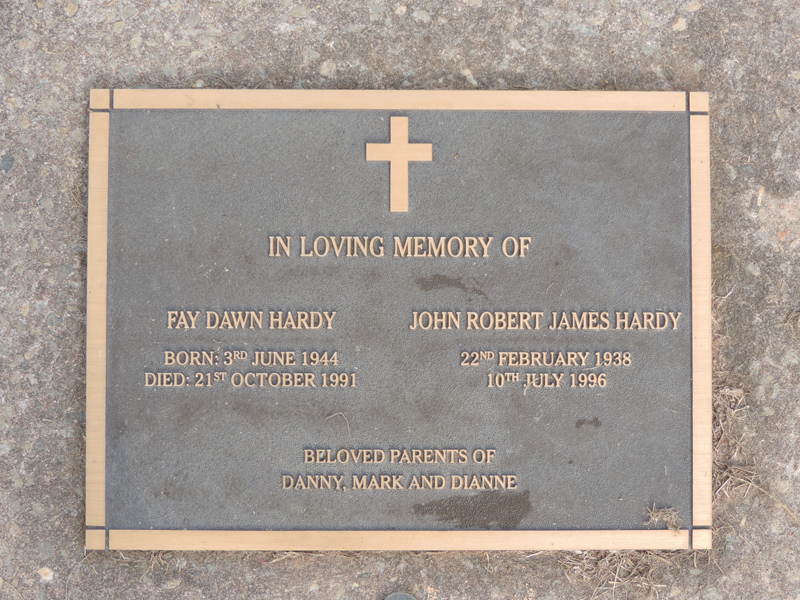 IN LOVING MEMORY OF
FAY DAWN HARDY
BORN: 3RD JUNE 1944
DIED: 21ST OCTOBER 1991
JOHN ROBERT JAMES HARDY
22ND FEBRUARY 1938
10TH JULY 1996
BELOVED PARENTS OF
DANNY, MARK AND DIANNE